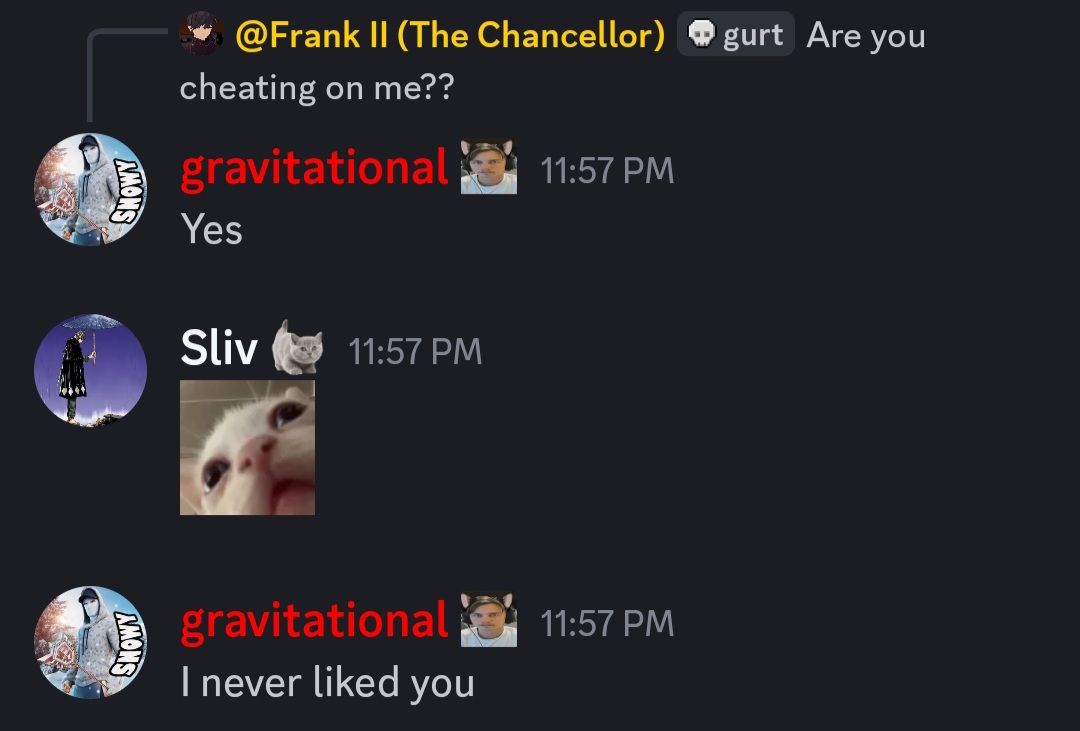 @Frank II (The Chancellor) gurt Are you
cheating on me??
gravitational 11:57 PM
SNOWY
Yes
Sliv 11:57 PM
gravitational 11:57 PM
SNOWY
I never liked you